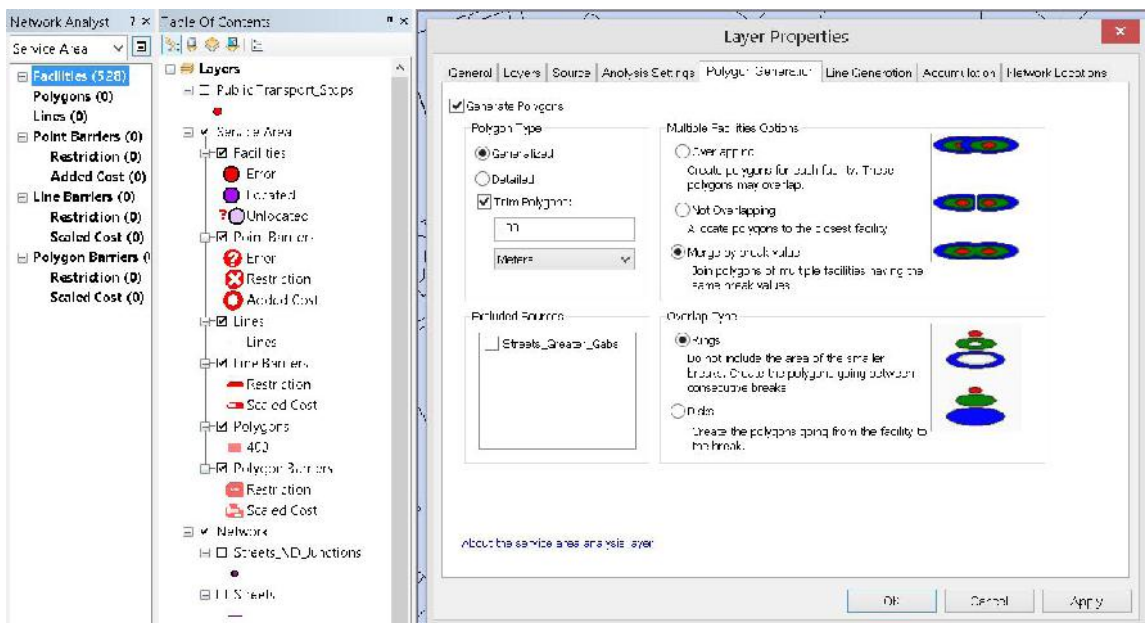 Network Analyst
Service Area
Facilities (528)
Polygons (0)
Lines (0)
Point Barriers (0)
Restriction (0)
Added Cost (0)
Line Barriers (0)
Restriction (0)
Scaled Cost (0)
Polygon Barriers (
Restriction (0)
Scaled Cost (0)
Table Of Contents
Layers
Public Transport_Stops
Service Area
Facilities
Error
Located
Unlocated
Point Barriers
Error
Restriction
Added Cost
Lines
Lines
Line Barriers
Restriction
Scaled Cost
Polygons
400
Polygon Barriers
Restriction
Scaled Cost
Network
Streets_ND_Junctions
Streets
Layer Properties
General
Layers
Source
Analysis Settings
Polygon Generation
Line Generation
Accumulation
Network Locations
Generate Polygons
Polygon Type
Generalized
Detailed
Trim Polygons
Meters
Excluded Sources
Streets_Greater_Gabs
Multiple Facilities Options
Overlapping
Create polygons for each facility. These
polygons may overlap.
Not Overlapping
Allocate polygons to the closest facility
Merge by break value
Join polygons of multiple facilities having the
same break values
Overlap Type
Rings
Do not include the area of the smaller
breaks. Create the polygons going between
consecutive breaks
Disks
Create the polygons going from the facility to
the break.
About the service area analysis layer
OK
Cancel
Apply